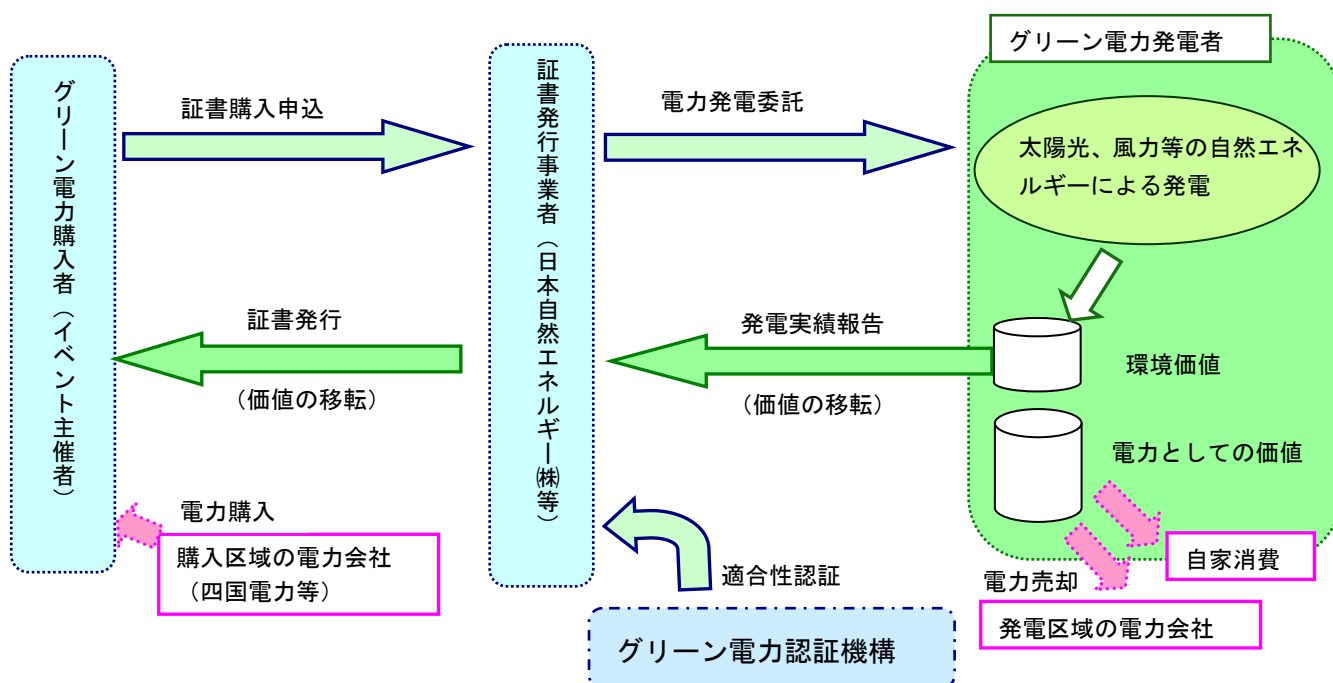 グリーン電力購入者（イベント主催者）
証書購入申込
証書発行
（価値の移転）
電力購入
購入区域の電力会社
（四国電力等）
証書発行事業者（日本自然エネルギー㈱等）
電力発電委託
発電実績報告
（価値の移転）
適合性認証
グリーン電力認証機構
グリーン電力発電者
太陽光、風力等の自然エネ
ルギーによる発電
環境価値
電力としての価値
自家消費
電力売却
発電区域の電力会社